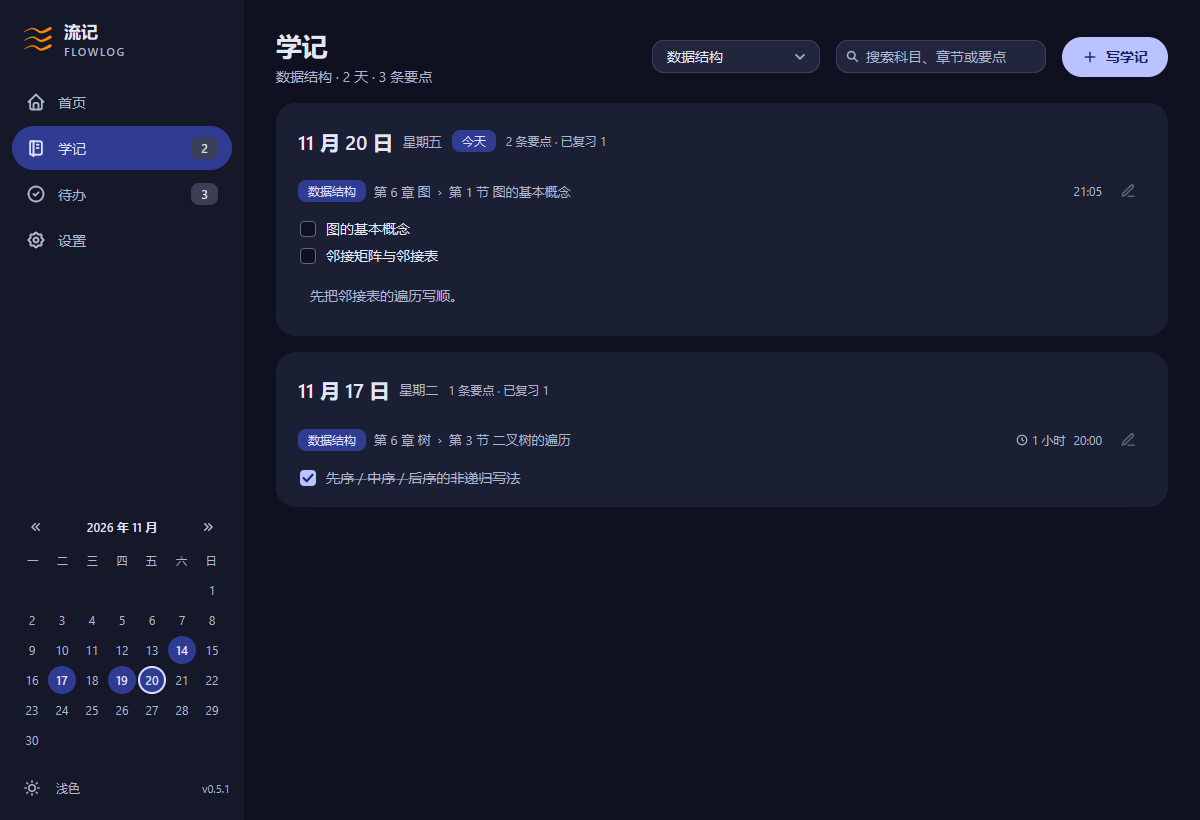 流记
FLOWLOG
首页
学记 2
待办 3
设置
« 2026 年 11 月 »
一 二 三 四 五 六 日
1
2 3 4 5 6 7 8
9 10 11 12 13 14 15
16 17 18 19 20 21 22
23 24 25 26 27 28 29
30
浅色 v0.5.1
学记
数据结构 · 2 天 · 3 条要点
数据结构
搜索科目、章节或要点
+ 写学记
11 月 20 日 星期五 今天 2 条要点 · 已复习 1
数据结构 第 6 章 图 › 第 1 节 图的基本概念 21:05
图的基本概念
邻接矩阵与邻接表
先把邻接表的遍历写顺。
11 月 17 日 星期二 1 条要点 · 已复习 1
数据结构 第 6 章 树 › 第 3 节 二叉树的遍历 1 小时 20:00
先序 / 中序 / 后序的非递归写法